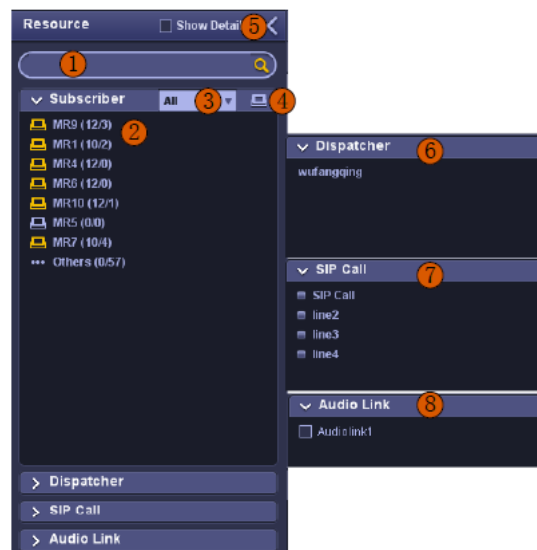 Resource
Show Detail
5
1
Subscriber
All
3
4
MR9 (12/3)
2
MR1 (10/2)
MR4 (12/0)
MR6 (12/0)
MR10 (12/1)
MR5 (0/0)
MR7 (10/4)
Others (0/57)
Dispatcher
SIP Call
Audio Link
Dispatcher 6
wufangqing
SIP Call 7
SIP Call
line2
line3
line4
Audio Link 8
Audiolink1